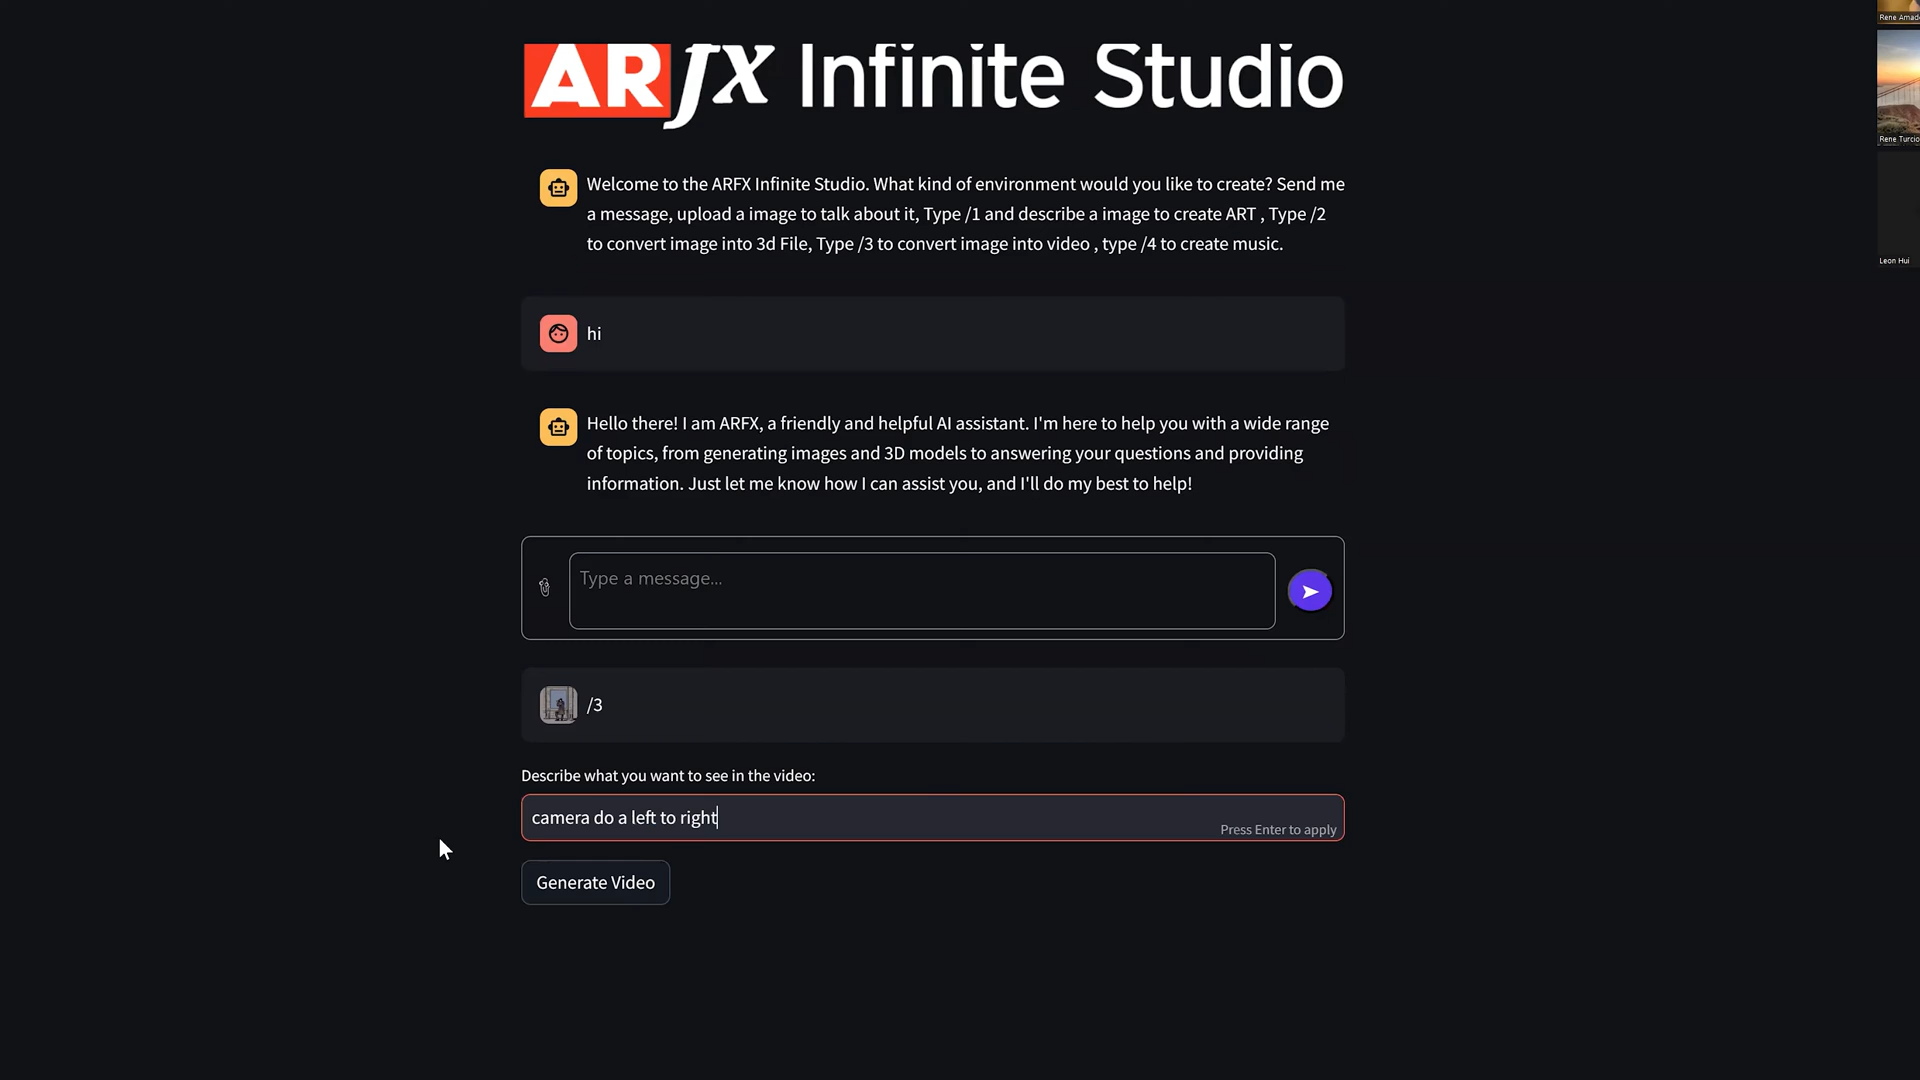 ARfx Infinite Studio
Rene Amad
Welcome to the ARFX Infinite Studio. What kind of environment would you like to create? Send me
a message, upload a image to talk about it, Type /1 and describe a image to create ART , Type /2
to convert image into 3d File, Type /3 to convert image into video , type /4 to create music.
Rene Turcio
Leon Hui
hi
Hello there! I am ARFX, a friendly and helpful AI assistant. I'm here to help you with a wide range
of topics, from generating images and 3D models to answering your questions and providing
information. Just let me know how I can assist you, and I'll do my best to help!
Type a message...
/3
Describe what you want to see in the video:
camera do a left to right
Press Enter to apply
Generate Video